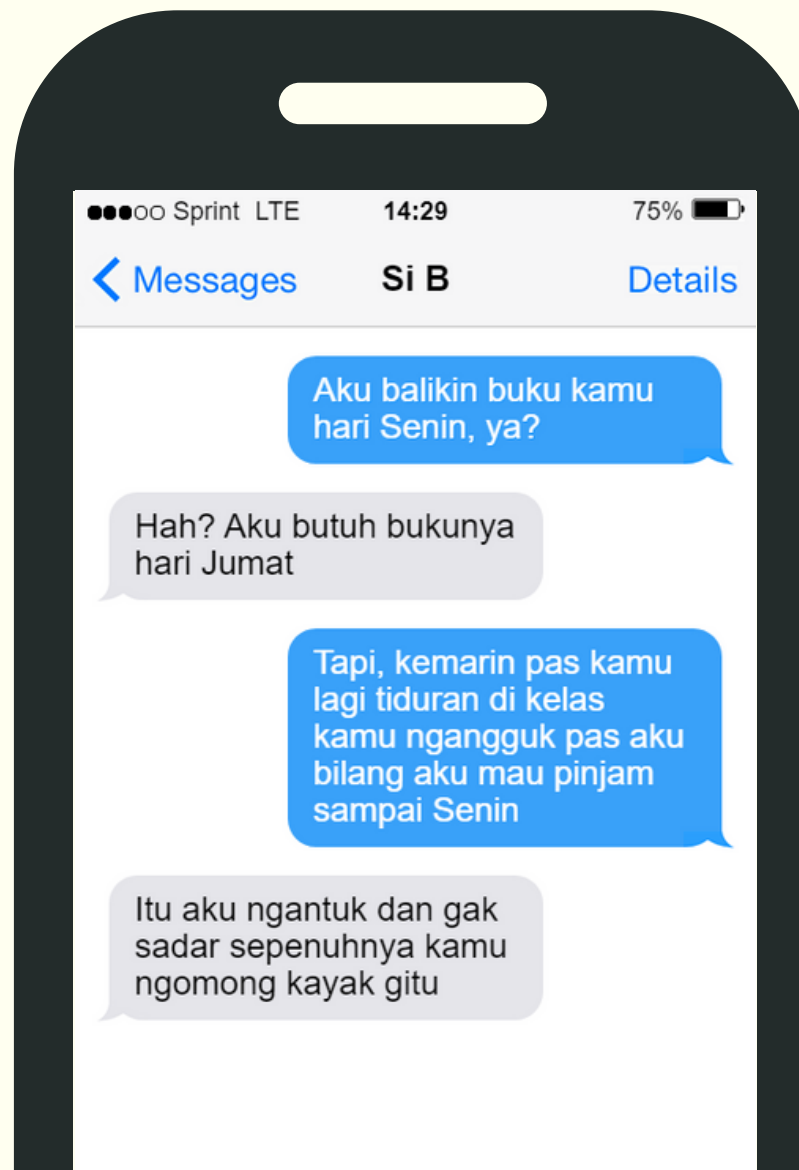 Sprint LTE 14:29 75%
Messages Si B Details
Aku balikin buku kamu
hari Senin, ya?
Hah? Aku butuh bukunya
hari Jumat
Tapi, kemarin pas kamu
lagi tiduran di kelas
kamu ngangguk pas aku
bilang aku mau pinjam
sampai Senin
Itu aku ngantuk dan gak
sadar sepenuhnya kamu
ngomong kayak gitu